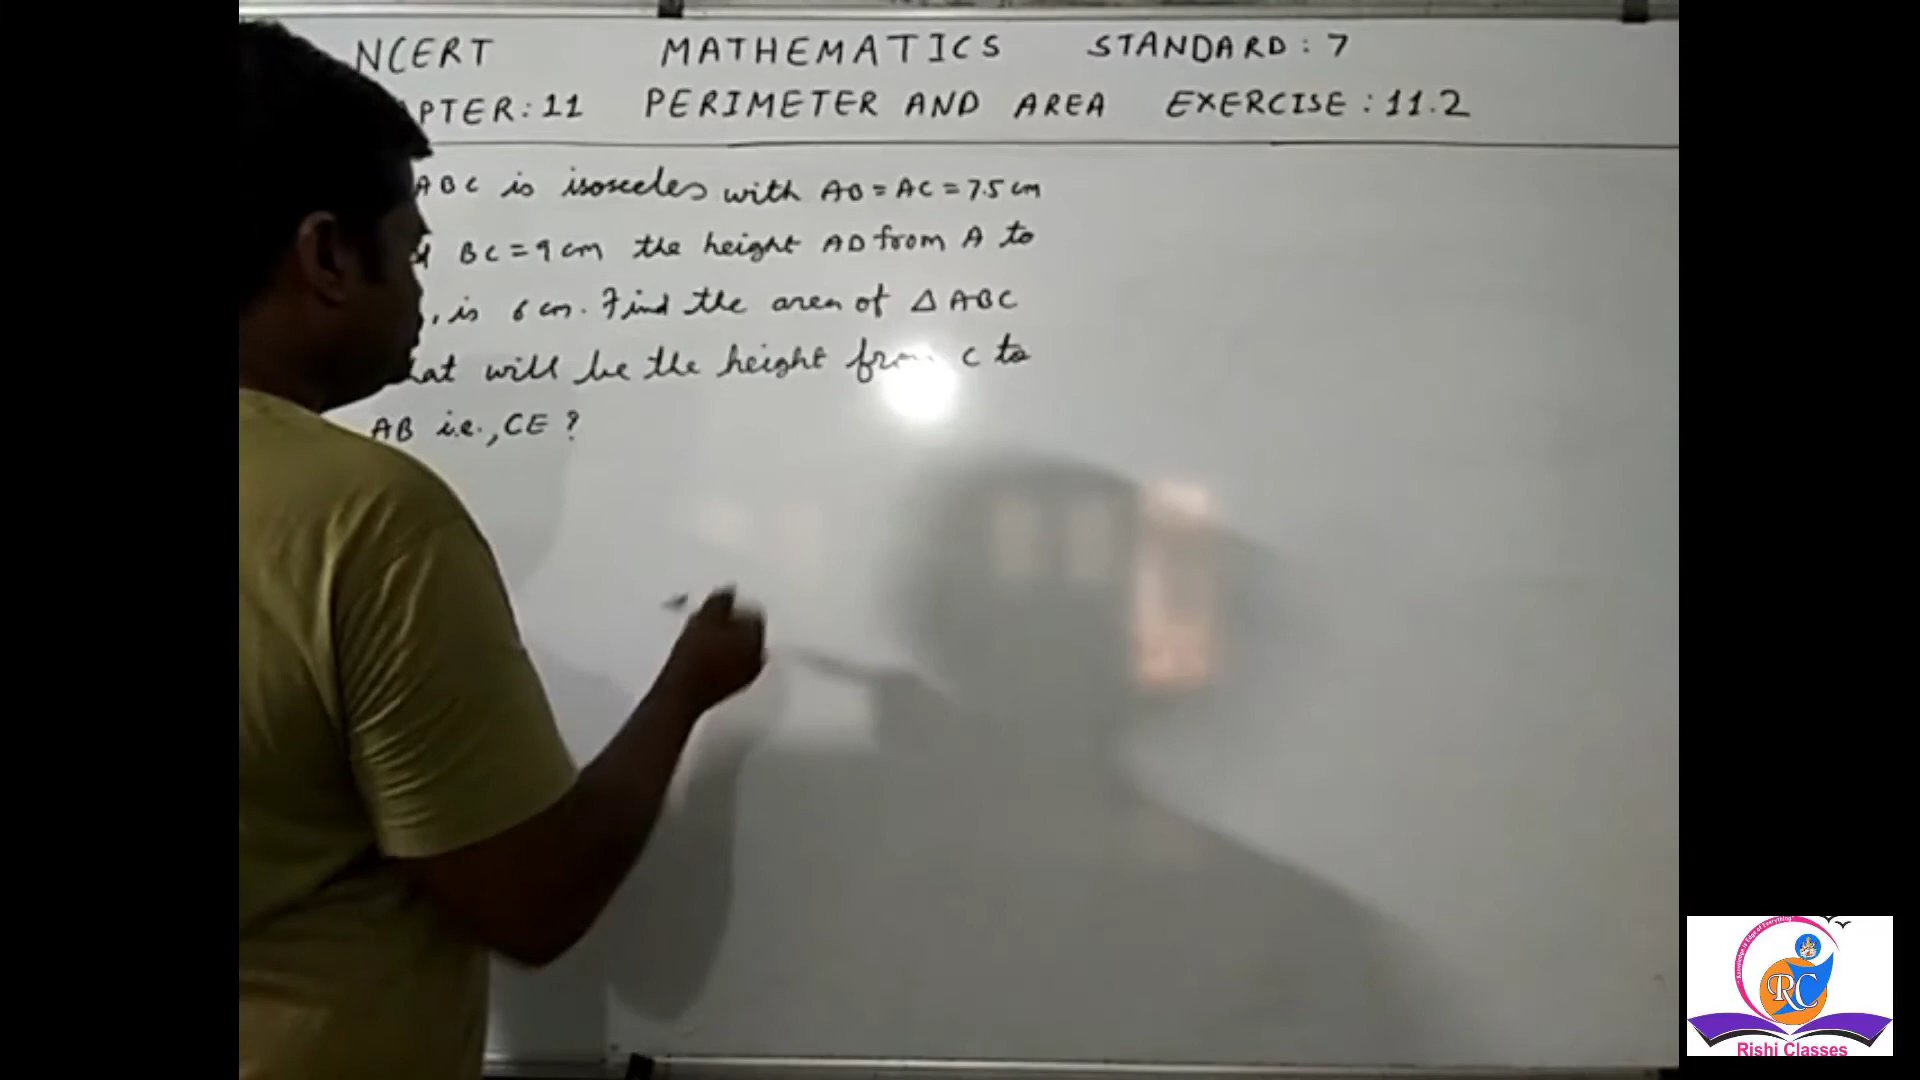 NCERT MATHEMATICS STANDARD: 7
PTER: 11 PERIMETER AND AREA EXERCISE: 11.2
ABC is isosceles with AB = AC = 7.5 cm
BC = 9 cm the height AD from A to
, is 6 cm. Find the area of △ ABC
hat will be the height from C to
AB i.e., CE ?
RC
Rishi Classes